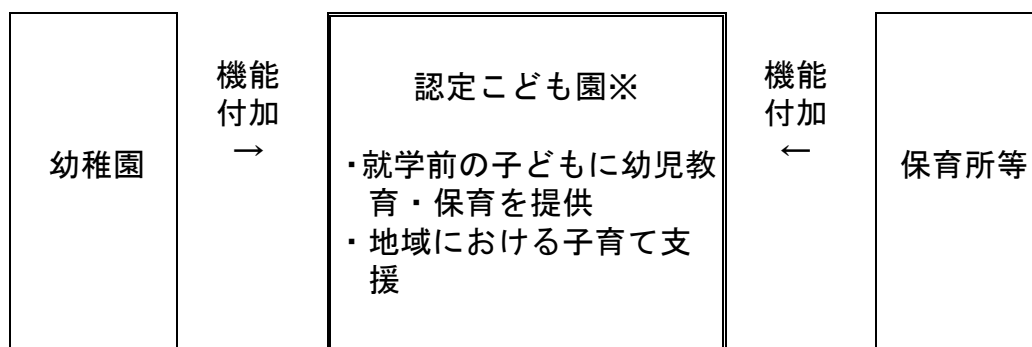 幼稚園
機能
付加
→
認定こども園※
・就学前の子どもに幼児教
育・保育を提供
・地域における子育て支
援
機能
付加
←
保育所等